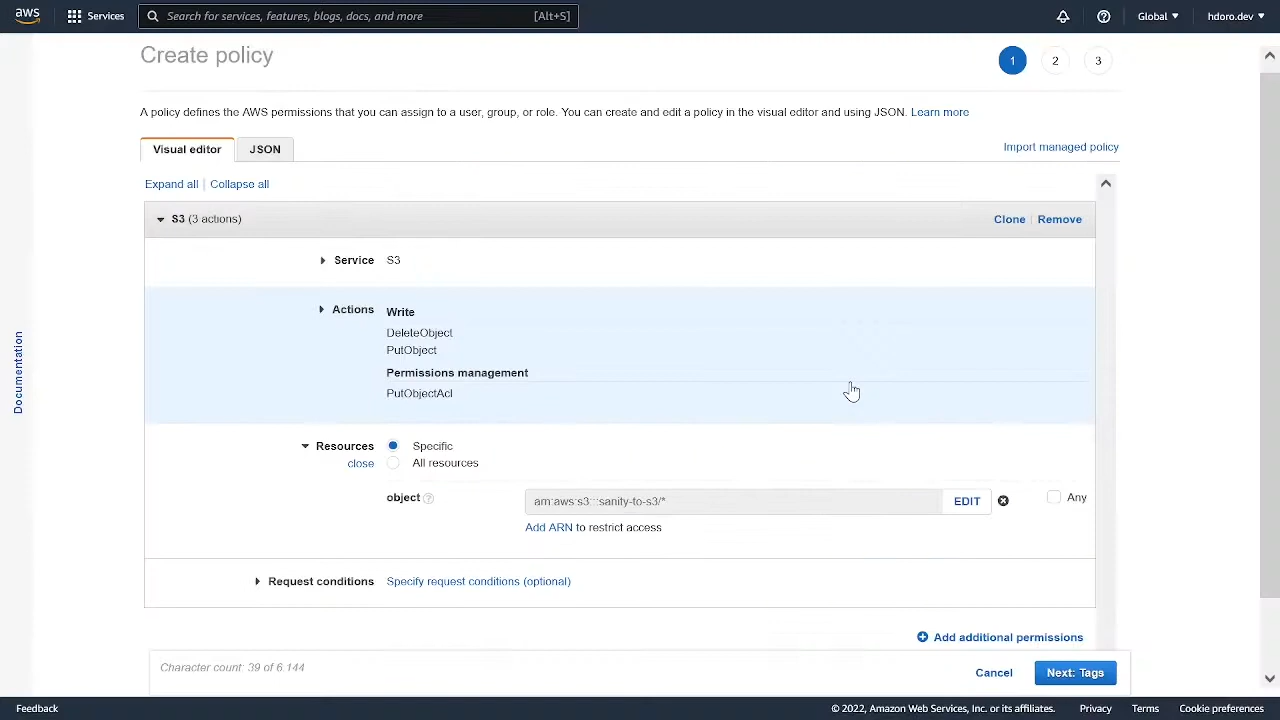 aws Services Search for services, features, blogs, docs, and more [Alt+S] Global hdoro.dev
Create policy
1 2 3
A policy defines the AWS permissions that you can assign to a user, group, or role. You can create and edit a policy in the visual editor and using JSON. Learn more
Visual editor JSON Import managed policy
Expand all Collapse all
S3 (3 actions) Clone Remove
Service S3
Actions Write
DeleteObject
PutObject
Permissions management
PutObjectAcl
Resources Specific
close All resources
object ? arn:aws:s3:::sanity-to-s3/* EDIT Any
Add ARN to restrict access
Request conditions Specify request conditions (optional)
Add additional permissions
Character count: 39 of 6,144
Cancel Next: Tags
Documentation
Feedback © 2022, Amazon Web Services, Inc. or its affiliates. Privacy Terms Cookie preferences